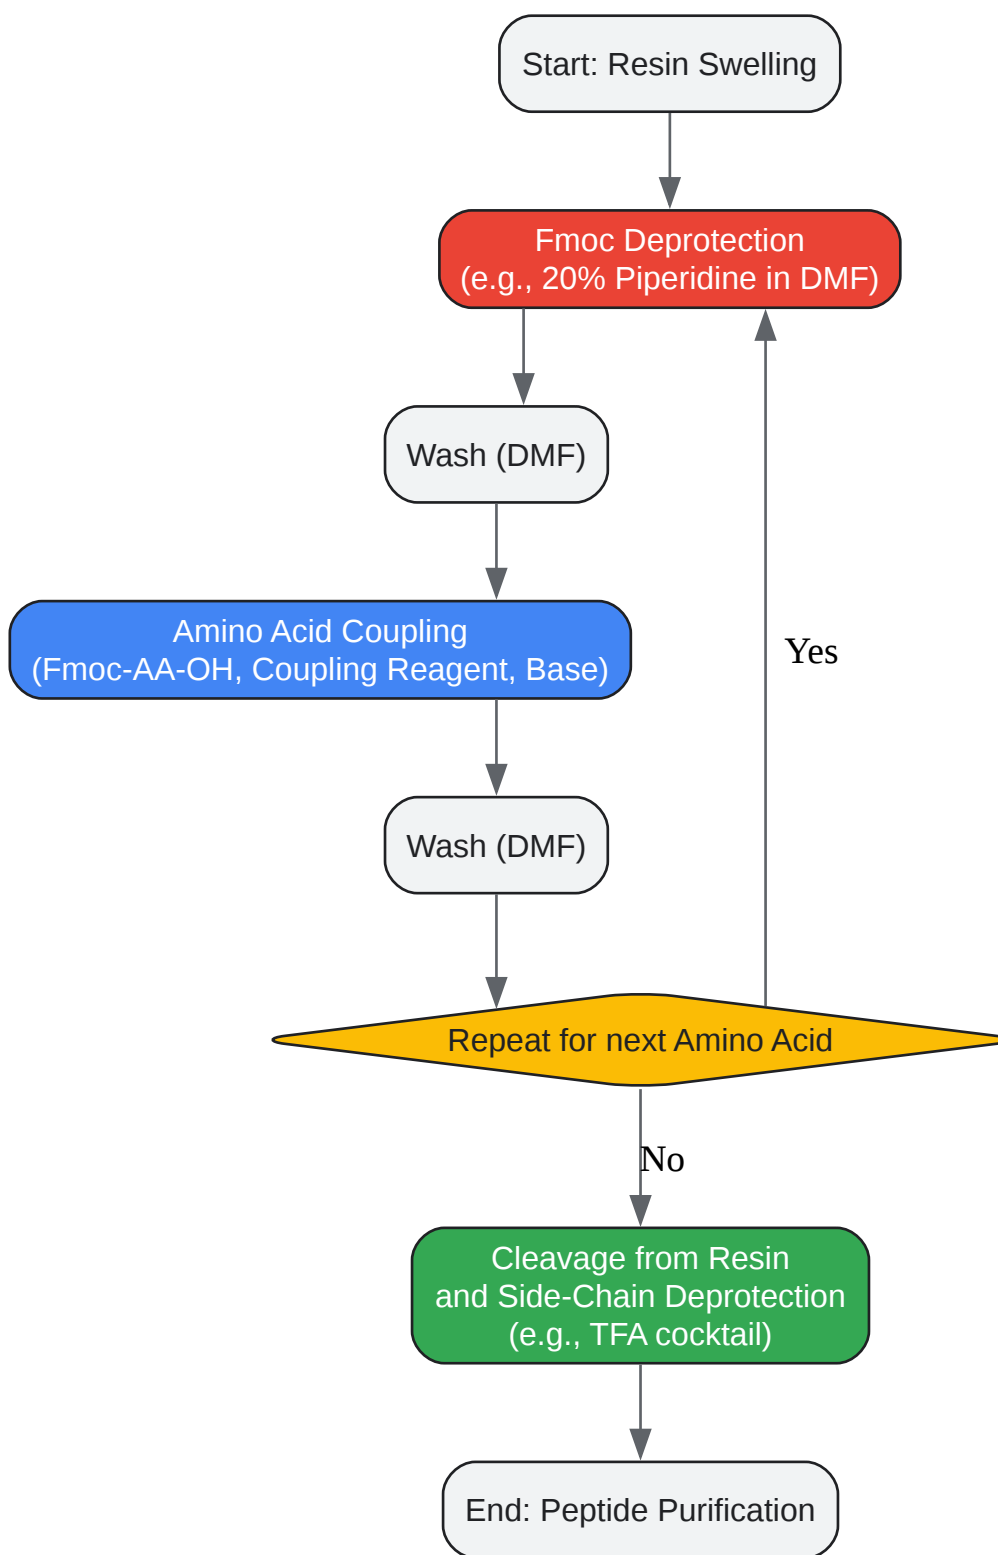 Start: Resin Swelling
Fmoc Deprotection
(e.g., 20% Piperidine in DMF)
Wash (DMF)
Amino Acid Coupling
(Fmoc-AA-OH, Coupling Reagent, Base)
Yes
Wash (DMF)
Repeat for next Amino Acid
No
Cleavage from Resin
and Side-Chain Deprotection
(e.g., TFA cocktail)
End: Peptide Purification